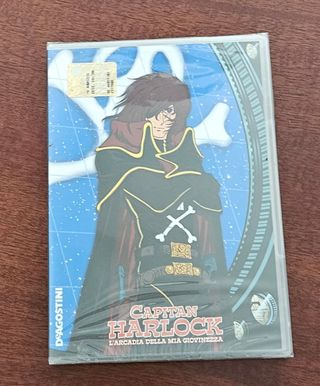 CAPITAN
HARLOCK
L'ARCADIA DELLA MIA GIOVINEZZA
DEAGOSTINI